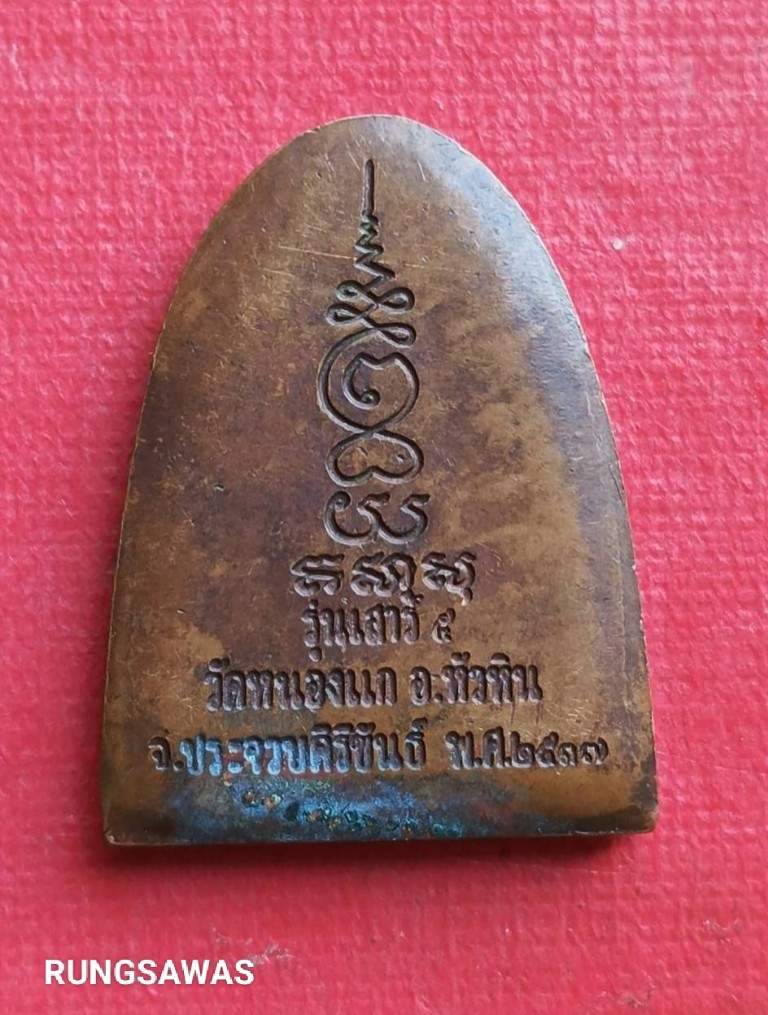 รุ่นเสาร์ ๕
วัดหนองแก อ.หัวหิน
จ.ประจวบคิริขันธ์ พ.ศ.๒๕๓๗
RUNGSAWAS